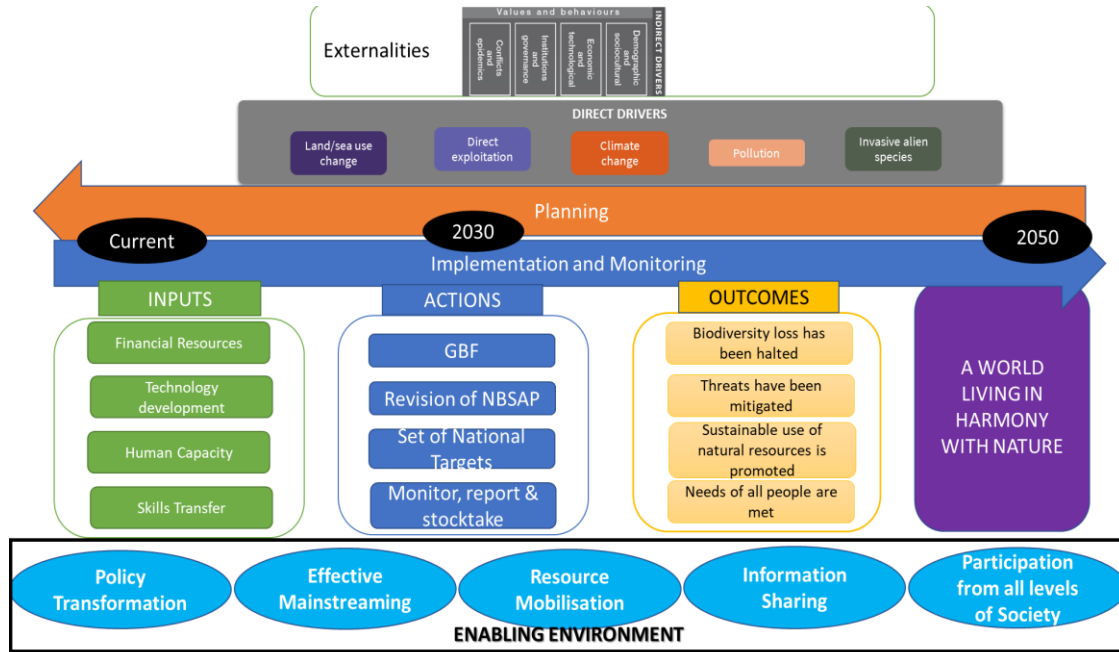 Externalities
Values and behaviours
Conflicts
and
epidemics
Institutions
and
governance
Economic
and
technological
Demographic
and
sociocultural
INDIRECT DRIVERS
DIRECT DRIVERS
Land/sea use
change
Direct
exploitation
Climate
change
Pollution
Invasive alien
species
Planning
Current
2030
2050
Implementation and Monitoring
INPUTS
Financial Resources
Technology
development
Human Capacity
Skills Transfer
ACTIONS
GBF
Revision of NBSAP
Set of National
Targets
Monitor, report &
stocktake
OUTCOMES
Biodiversity loss has
been halted
Threats have been
mitigated
Sustainable use of
natural resources is
promoted
Needs of all people are
met
A WORLD
LIVING IN
HARMONY
WITH NATURE
Policy
Transformation
Effective
Mainstreaming
Resource
Mobilisation
Information
Sharing
Participation
from all levels
of Society
ENABLING ENVIRONMENT